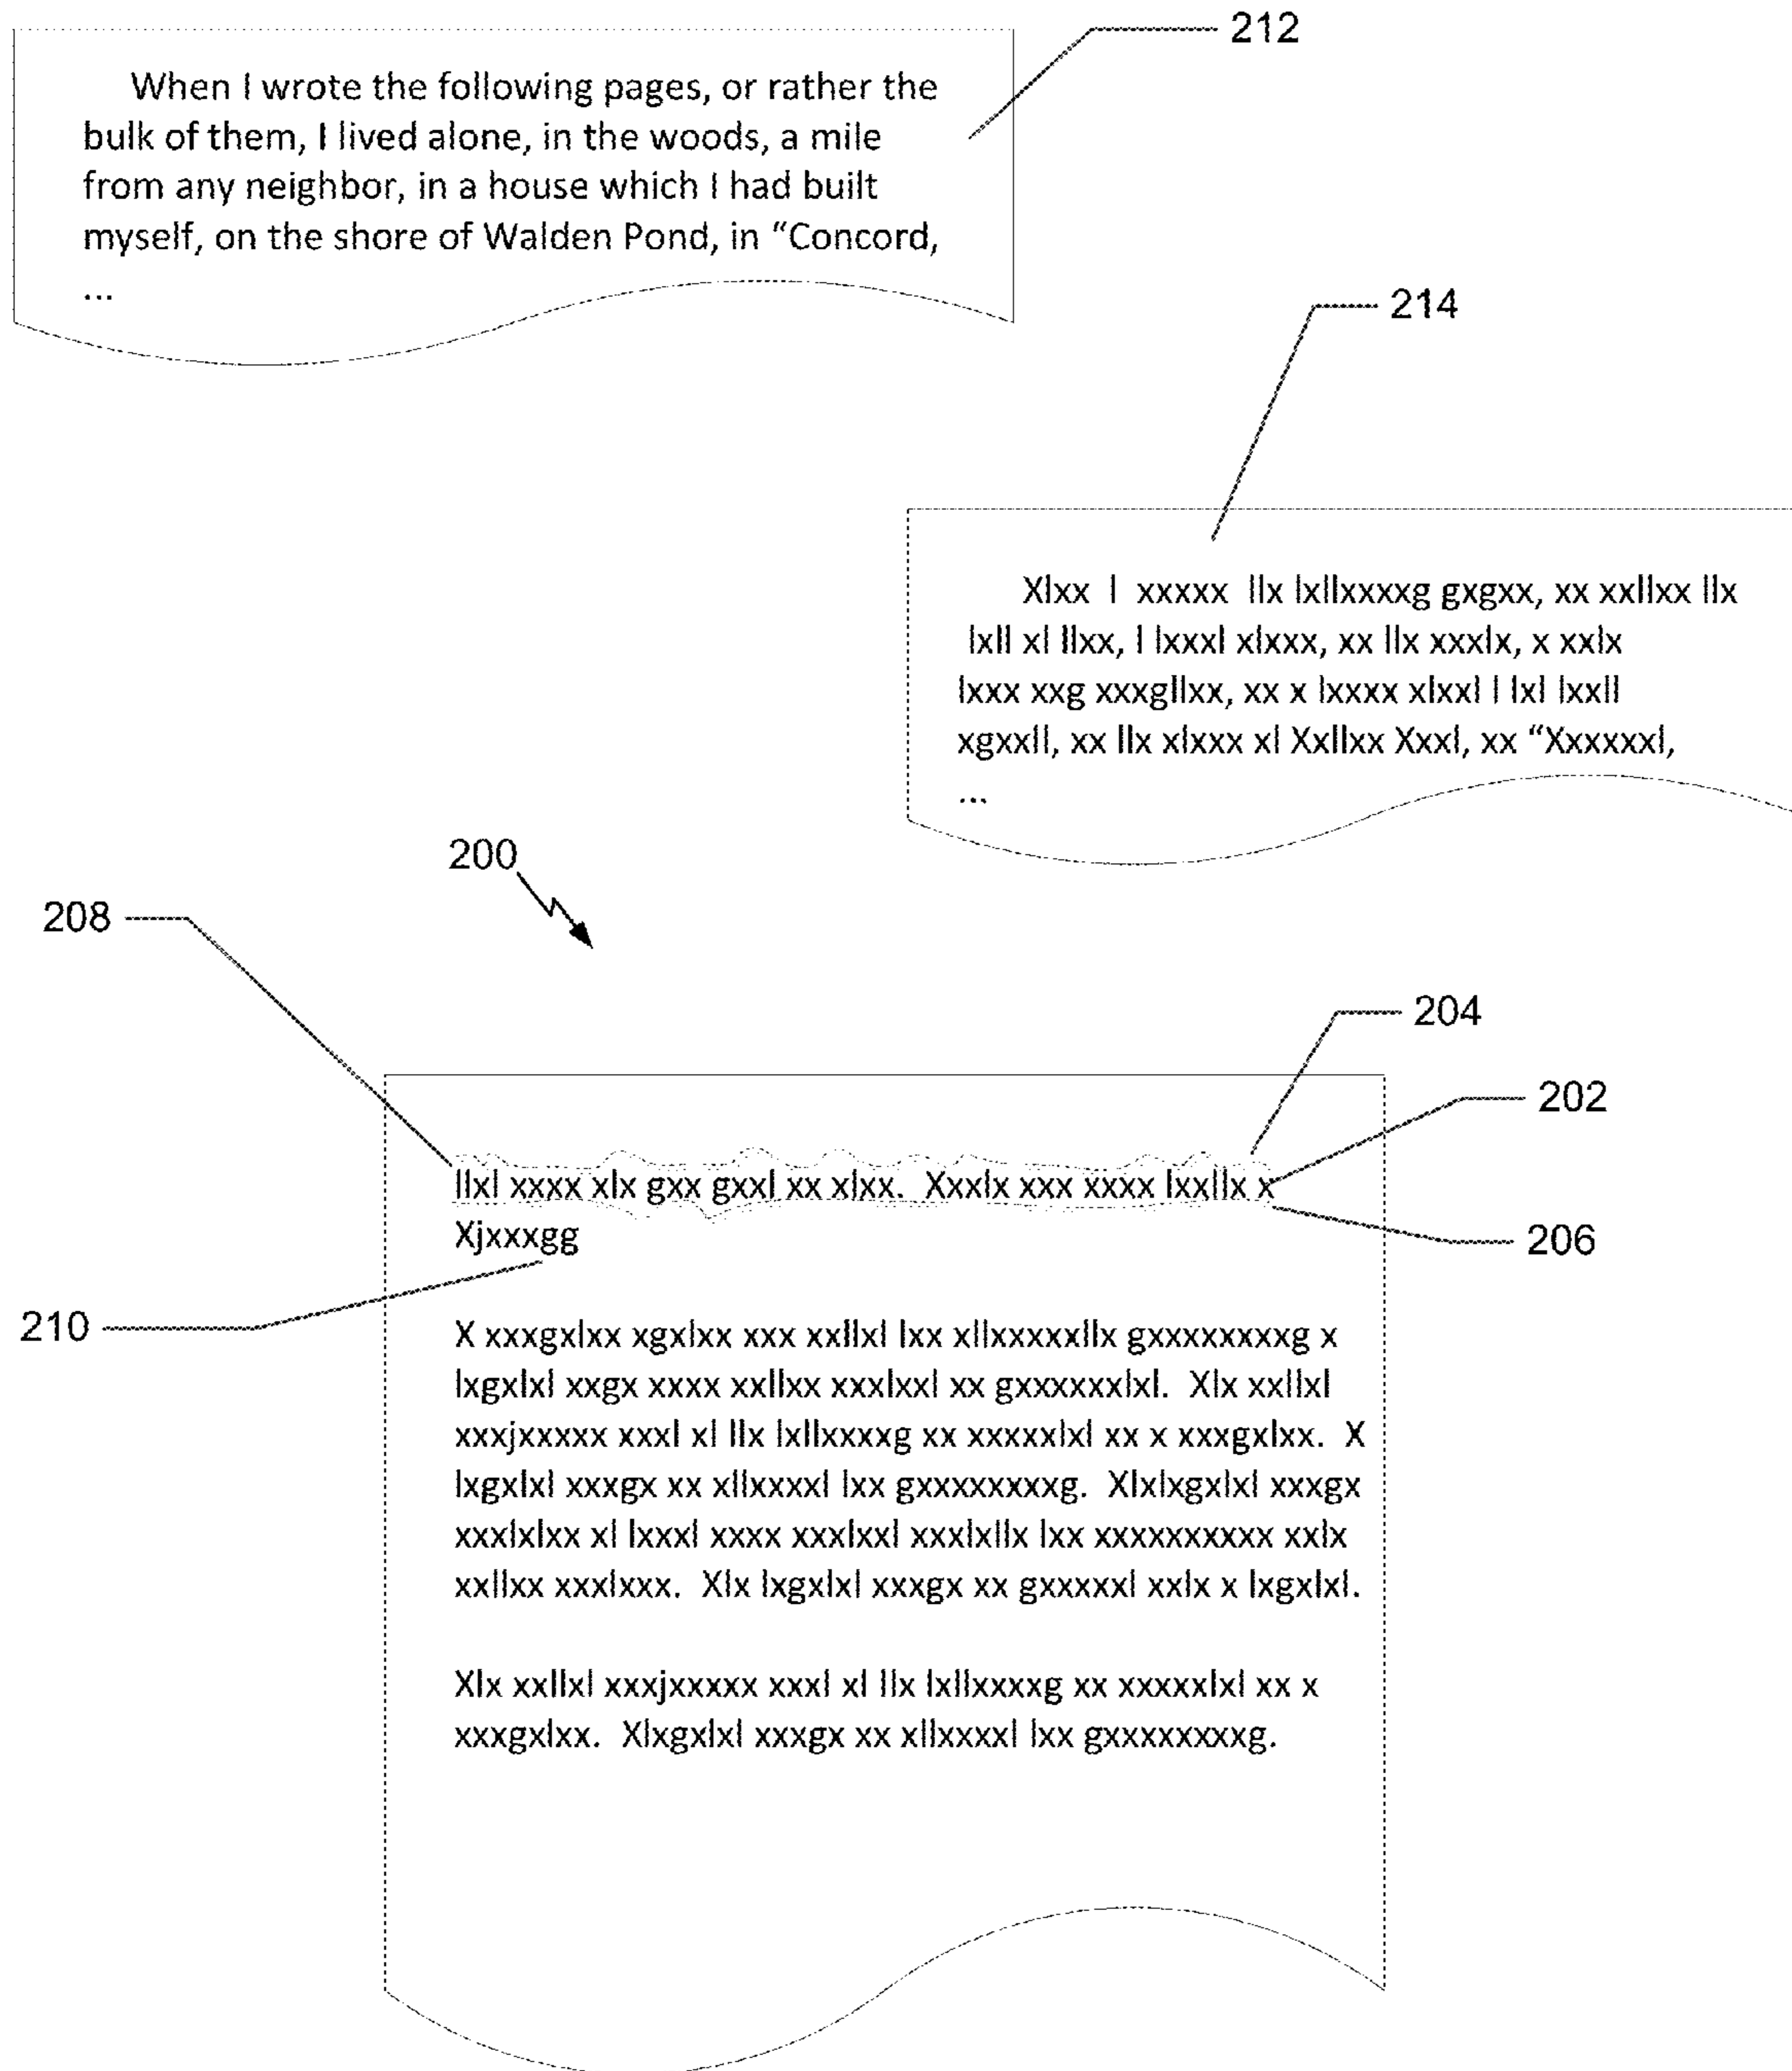 212
When I wrote the following pages, or rather the
bulk of them, I lived alone, in the woods, a mile
from any neighbor, in a house which I had built
myself, on the shore of Walden Pond, in “Concord,
...
214
Xlxx l xxxxx llx lxllxxxxg gxgxx, xx xxllxx llx
lxll xl llxx, l lxxxl xlxxx, xx llx xxxlx, x xxlx
lxxx xxg xxxgllxx, xx x lxxxx xlxxl l lxl lxxll
xgxxll, xx llx xlxxx xl Xxllxx Xxxl, xx “Xxxxxxl,
...
200
208
204
202
llxl xxxx xlx gxx gxxl xx xlxx. Xxxlx xxx xxxx lxxllx x
206
Xjxxxgg
210
X xxxgxlxx xgxlxx xxx xxllxl lxx xllxxxxxllx gxxxxxxxxg x
lxgxlxl xxgx xxxx xxllxx xxxlxxl xx gxxxxxxlxl. Xlx xxllxl
xxxjxxxxx xxxl xl llx lxllxxxxg xx xxxxxlxl xx x xxxgxlxx. X
lxgxlxl xxxgx xx xllxxxxl lxx gxxxxxxxxg. Xlxlxgxlxl xxxgx
xxxlxlxx xl lxxxl xxxx xxxlxxl xxxlxllx lxx xxxxxxxxxx xxlx
xxllxx xxxlxxx. Xlx lxgxlxl xxxgx xx gxxxxxl xxlx x lxgxlxl.
Xlx xxllxl xxxjxxxxx xxxl xl llx lxllxxxxg xx xxxxxlxl xx x
xxxgxlxx. Xlxgxlxl xxxgx xx xllxxxxl lxx gxxxxxxxxg.